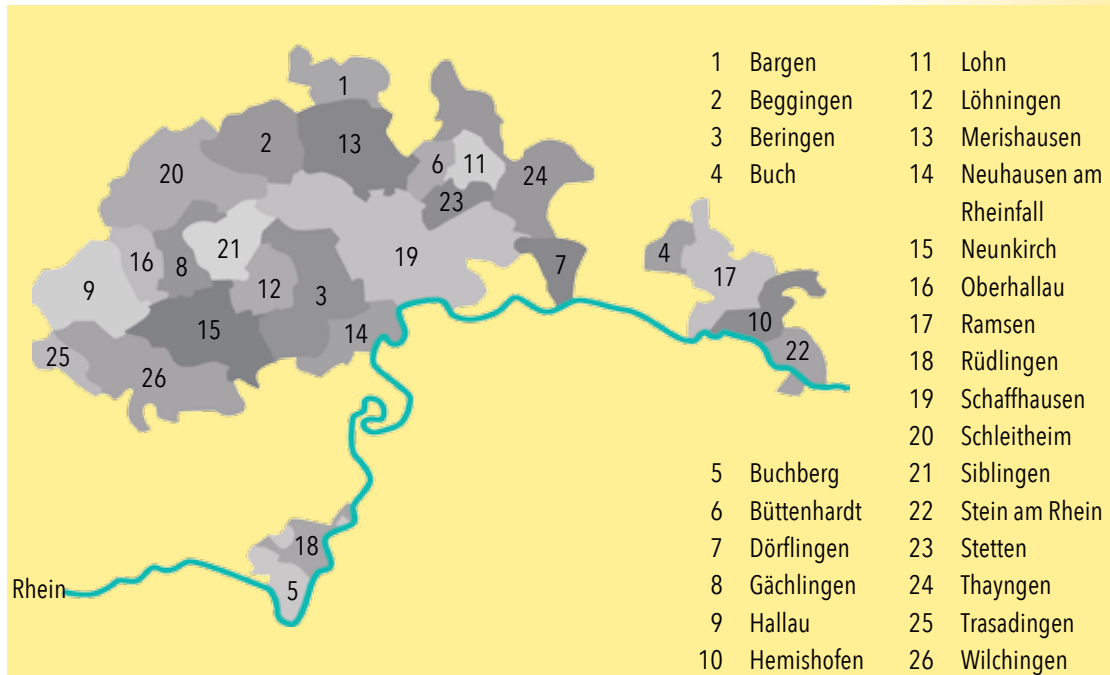 1 Bargen
2 Beggingen
3 Beringen
4 Buch
5 Buchberg
6 Büttenhardt
7 Dörflingen
8 Gächlingen
9 Hallau
10 Hemishofen
11 Lohn
12 Löhningen
13 Merishausen
14 Neuhausen am
Rheinfall
15 Neunkirch
16 Oberhallau
17 Ramsen
18 Rüdlingen
19 Schaffhausen
20 Schleitheim
21 Siblingen
22 Stein am Rhein
23 Stetten
24 Thayngen
25 Trasadingen
26 Wilchingen
1
2
13
6
11
24
20
23
21
19
16
8
7
4
17
9
12
3
10
15
14
22
25
26
18
5
Rhein